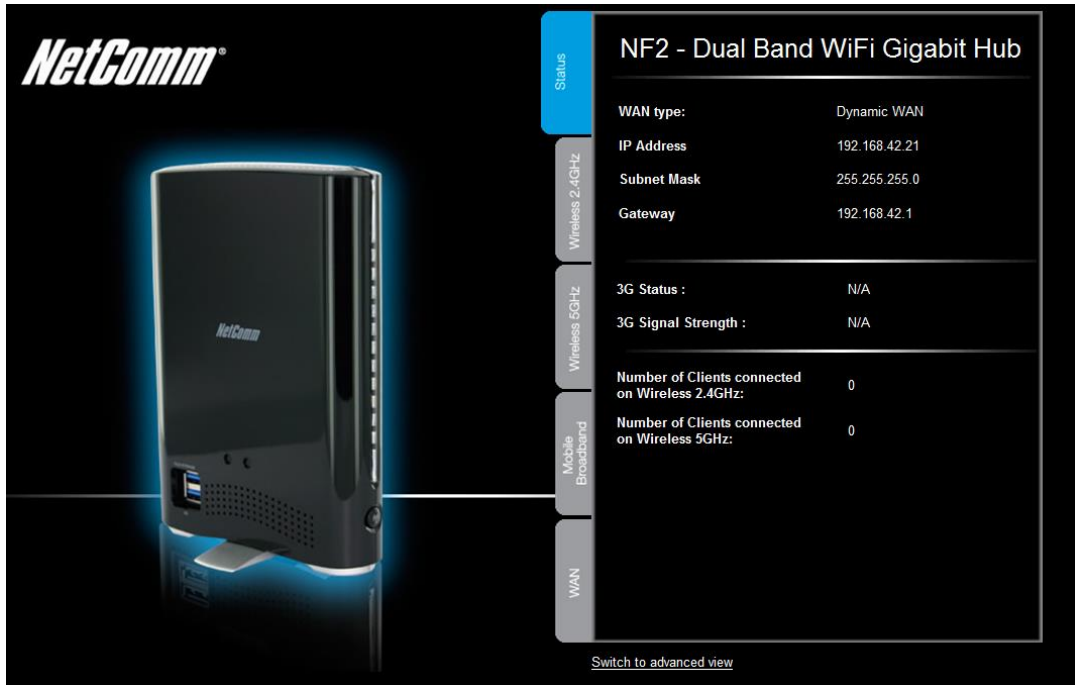 NetComm®
NetComm
Status
Wireless 2.4GHz
Wireless 5GHz
Mobile
Broadband
WAN
NF2 - Dual Band WiFi Gigabit Hub
WAN type: Dynamic WAN
IP Address 192.168.42.21
Subnet Mask 255.255.255.0
Gateway 192.168.42.1
3G Status : N/A
3G Signal Strength : N/A
Number of Clients connected
on Wireless 2.4GHz: 0
Number of Clients connected
on Wireless 5GHz: 0
Switch to advanced view